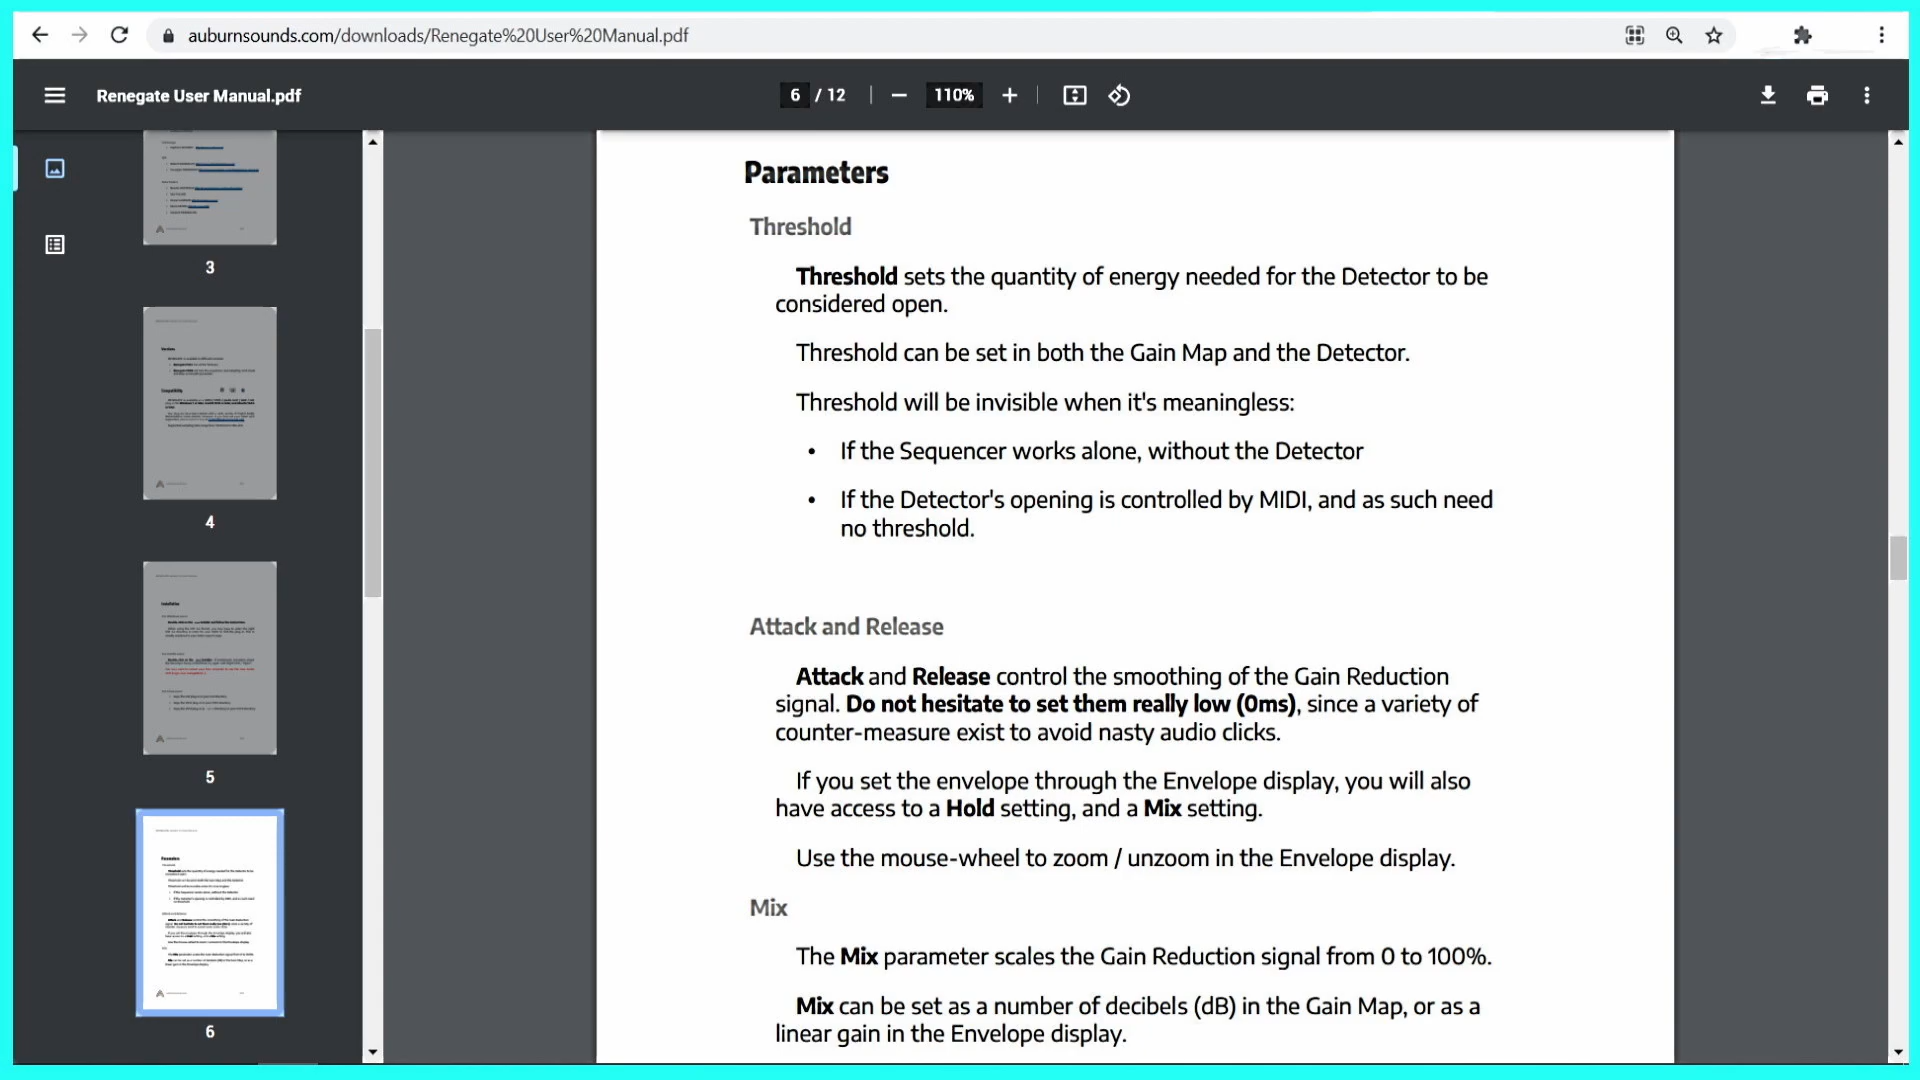 auburnsounds.com/downloads/Renegate%20User%20Manual.pdf
Renegate User Manual.pdf
6 / 12
110%
3
4
5
6
Parameters
Threshold
Threshold sets the quantity of energy needed for the Detector to be
considered open.
Threshold can be set in both the Gain Map and the Detector.
Threshold will be invisible when it's meaningless:
• If the Sequencer works alone, without the Detector
• If the Detector's opening is controlled by MIDI, and as such need
no threshold.
Attack and Release
Attack and Release control the smoothing of the Gain Reduction
signal. Do not hesitate to set them really low (0ms), since a variety of
counter-measure exist to avoid nasty audio clicks.
If you set the envelope through the Envelope display, you will also
have access to a Hold setting, and a Mix setting.
Use the mouse-wheel to zoom / unzoom in the Envelope display.
Mix
The Mix parameter scales the Gain Reduction signal from 0 to 100%.
Mix can be set as a number of decibels (dB) in the Gain Map, or as a
linear gain in the Envelope display.